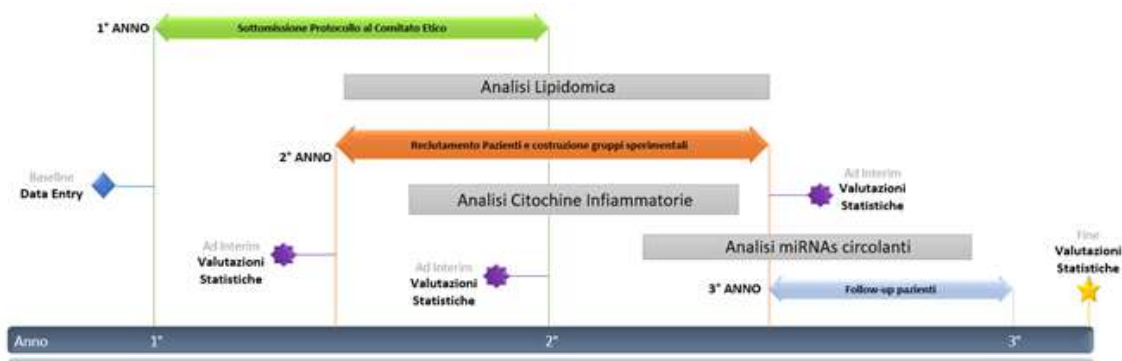 1° ANNO
Sottomissione Protocollo al Comitato Etico
Analisi Lipidomica
2° ANNO
Reclutamento Pazienti e costruzione gruppi sperimentali
Baseline
Data Entry
Analisi Citochine Infiammatorie
Ad Interim
Valutazioni
Statistiche
Ad Interim
Valutazioni
Statistiche
Ad Interim
Valutazioni
Statistiche
Analisi miRNAs circolanti
Fine
Valutazioni
Statistiche
3° ANNO
Follow-up pazienti
Anno 1° 2° 3°